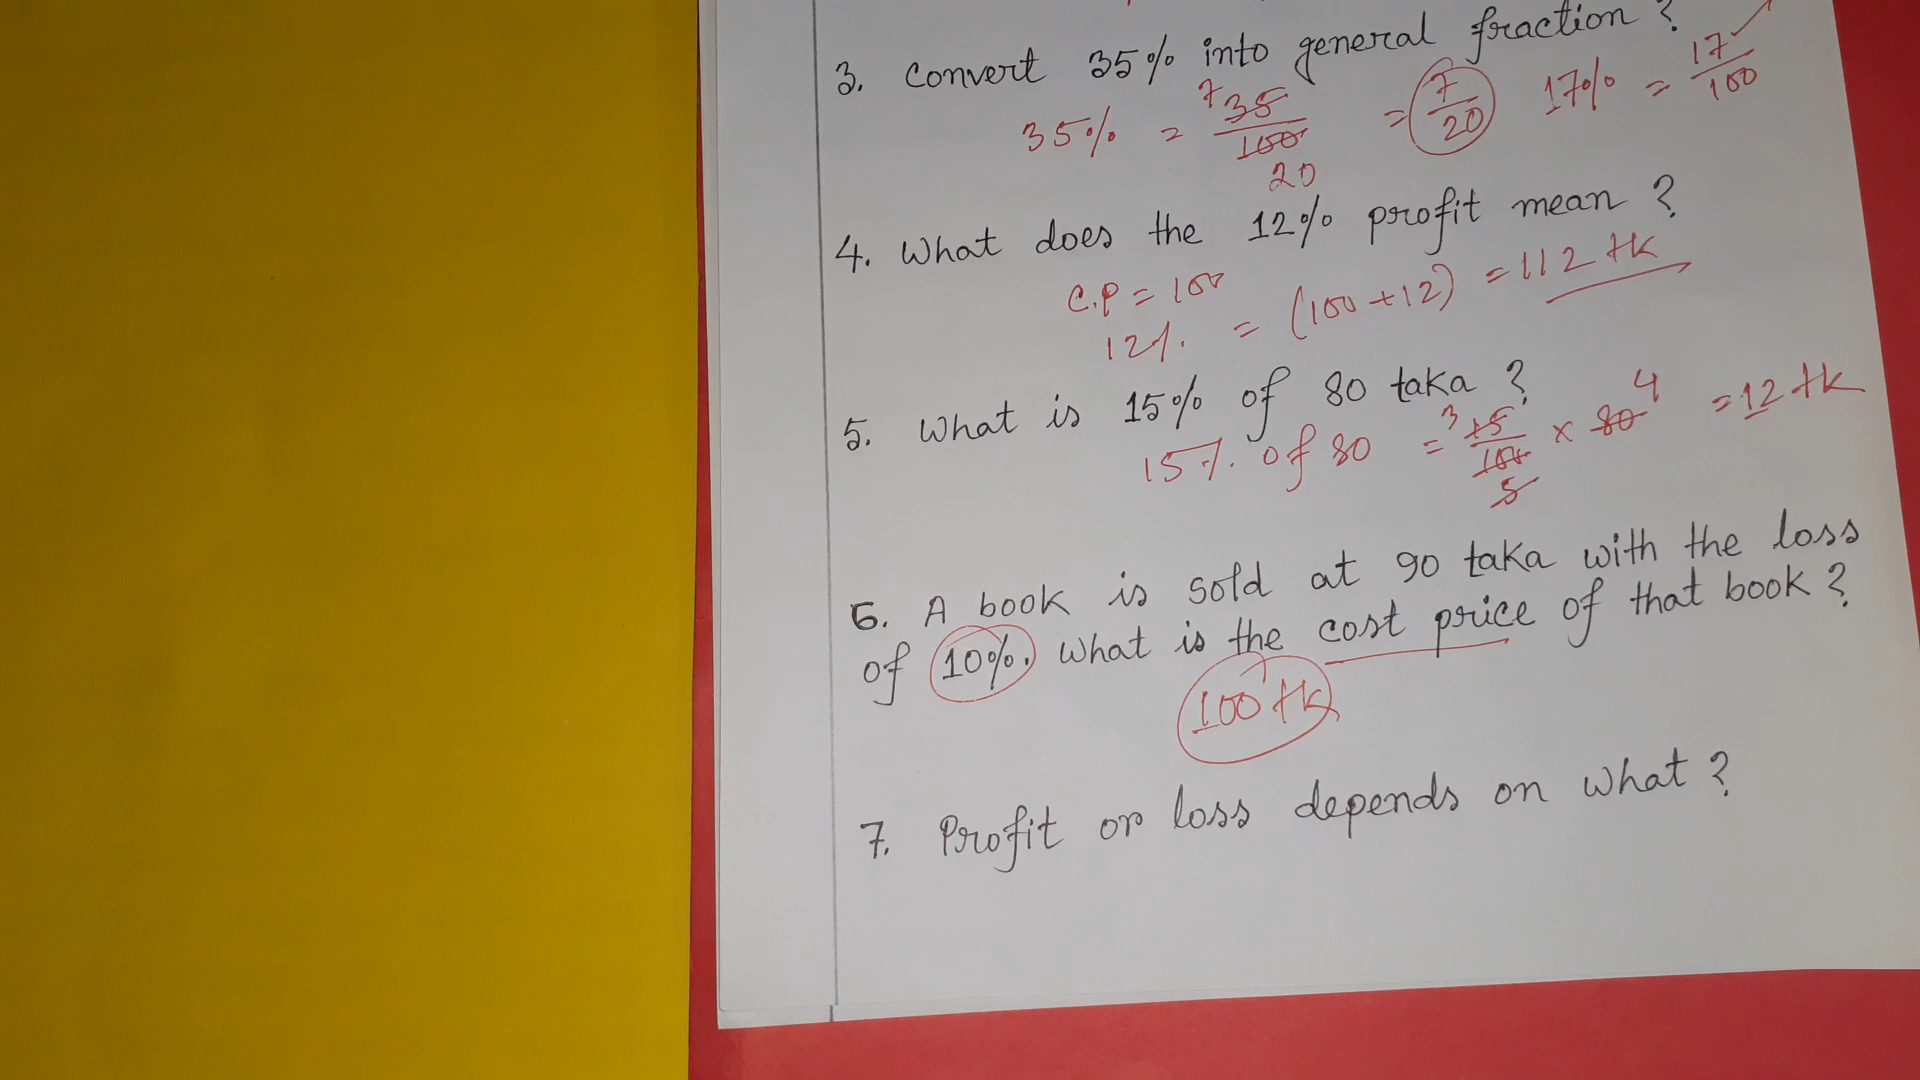 3. Convert 35% into general fraction ?
35% = 7 35/100 20 = 7/20 17% = 17/100
4. What does the 12% profit mean ?
C.P = 100
12% = (100 + 12) = 112 tk
5. What is 15% of 80 taka ?
15% of 80 = 3 15/100 5 × 80 4 = 12 tk
6. A book is sold at 90 taka with the loss
of 10%. What is the cost price of that book ?
100 tk
7. Profit or loss depends on what ?